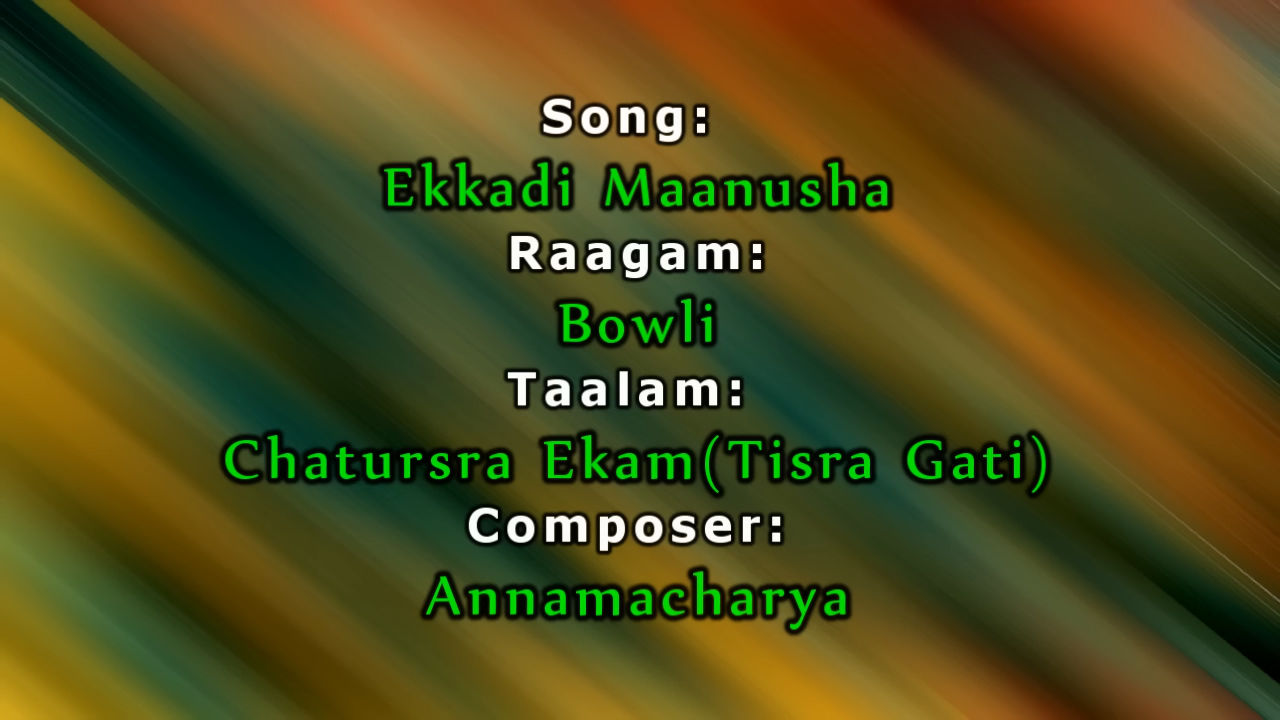 Song:
Ekkadi Maanusha
Raagam:
Bowli
Taalam:
Chatursra Ekam(Tisra Gati)
Composer:
Annamacharya